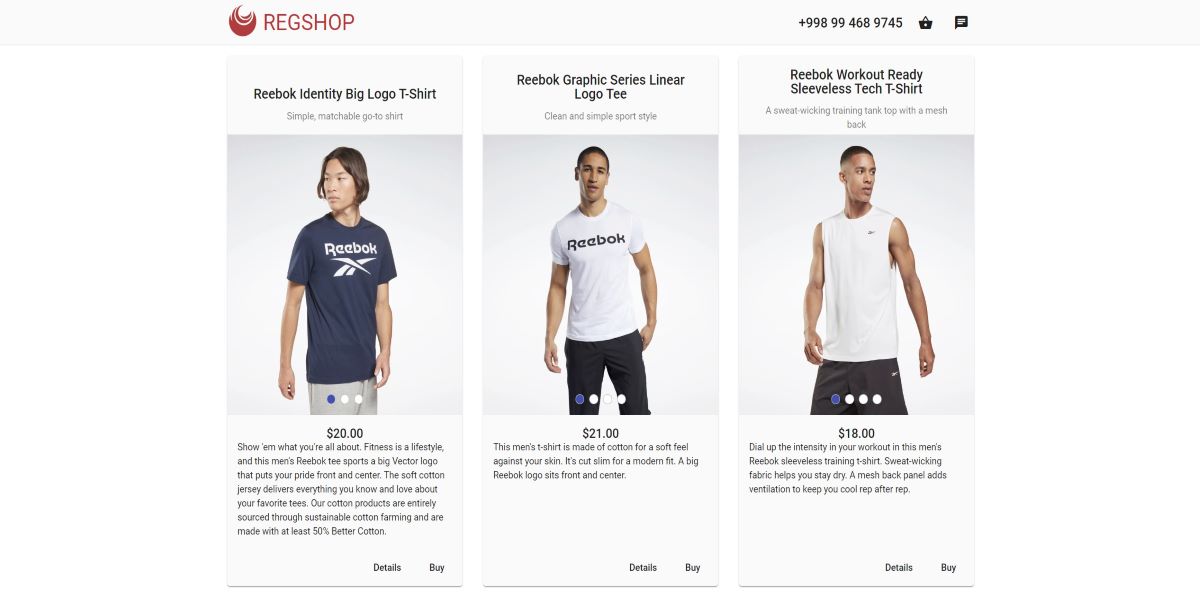 REGSHOP
+998 99 468 9745
Reebok Identity Big Logo T-Shirt
Simple, matchable go-to shirt
Reebok
$20.00
Show 'em what you're all about. Fitness is a lifestyle,
and this men's Reebok tee sports a big Vector logo
that puts your pride front and center. The soft cotton
jersey delivers everything you know and love about
your favorite tees. Our cotton products are entirely
sourced through sustainable cotton farming and are
made with at least 50% Better Cotton.
Details
Buy
Reebok Graphic Series Linear
Logo Tee
Clean and simple sport style
Reebok
$21.00
This men's t-shirt is made of cotton for a soft feel
against your skin. It's cut slim for a modern fit. A big
Reebok logo sits front and center.
Details
Buy
Reebok Workout Ready
Sleeveless Tech T-Shirt
A sweat-wicking training tank top with a mesh
back
$18.00
Dial up the intensity in your workout in this men's
Reebok sleeveless training t-shirt. Sweat-wicking
fabric helps you stay dry. A mesh back panel adds
ventilation to keep you cool rep after rep.
Details
Buy